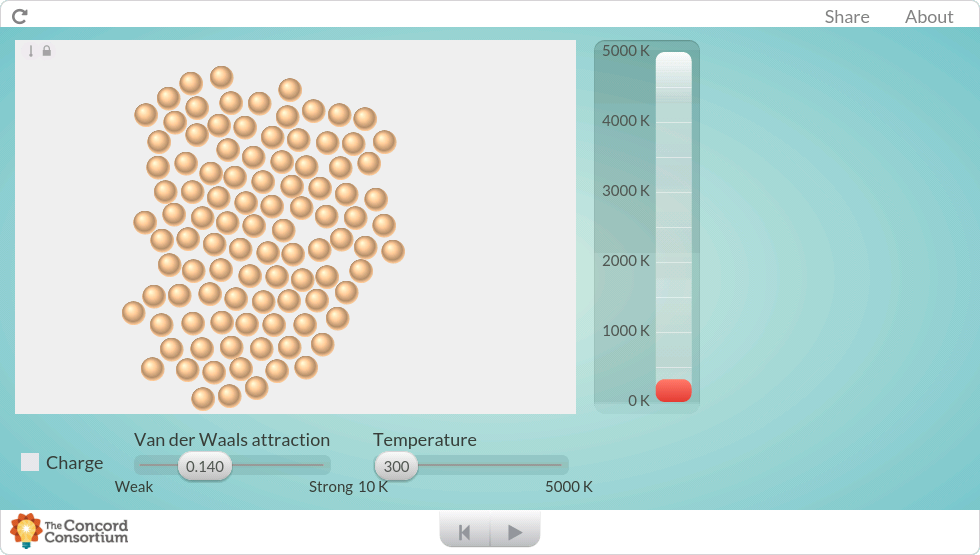 Share About
5000 K
4000 K
3000 K
2000 K
1000 K
0 K
Van der Waals attraction Temperature
Charge
0.140 300
Weak Strong 10 K 5000 K
The Concord
Consortium